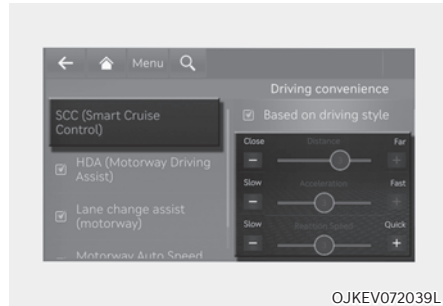 Menu
Driving convenience
SCC (Smart Cruise
Control)
HDA (Motorway Driving
Assist)
Lane change assist
(motorway)
Motorway Auto Speed
Based on driving style
Close Distance Far
Slow Acceleration Fast
Slow Reaction Speed Quick
OJKEV072039L